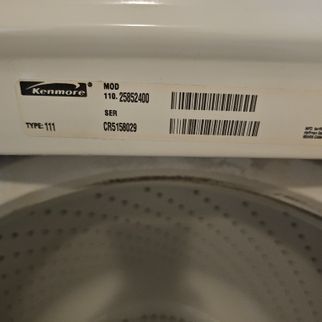 Kenmore
MOD
110. 25852400
SER
TYPE: 111
CR5158029